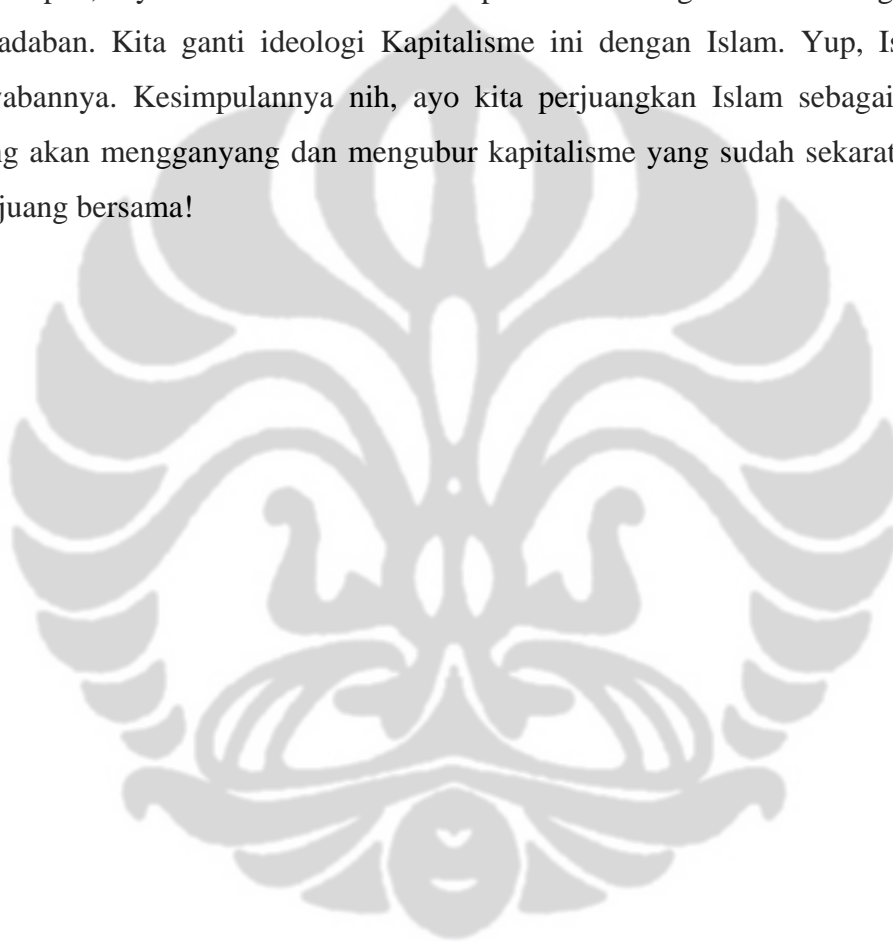 adaban. Kita ganti ideologi Kapitalisme ini dengan Islam. Yup, Is
abannya. Kesimpulannya nih, ayo kita perjuangkan Islam sebagai
g akan mengganyang dan mengubur kapitalisme yang sudah sekarat
juang bersama!